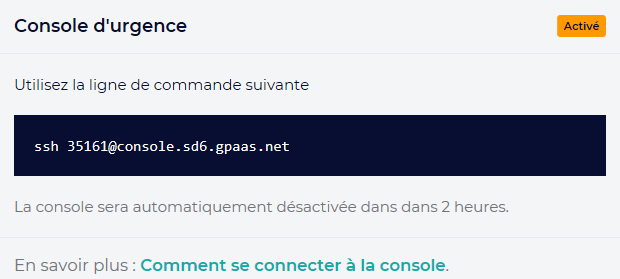 Console d'urgence
Activé
Utilisez la ligne de commande suivante
ssh 35161@console.sd6.gpaas.net
La console sera automatiquement désactivée dans dans 2 heures.
En savoir plus : Comment se connecter à la console.